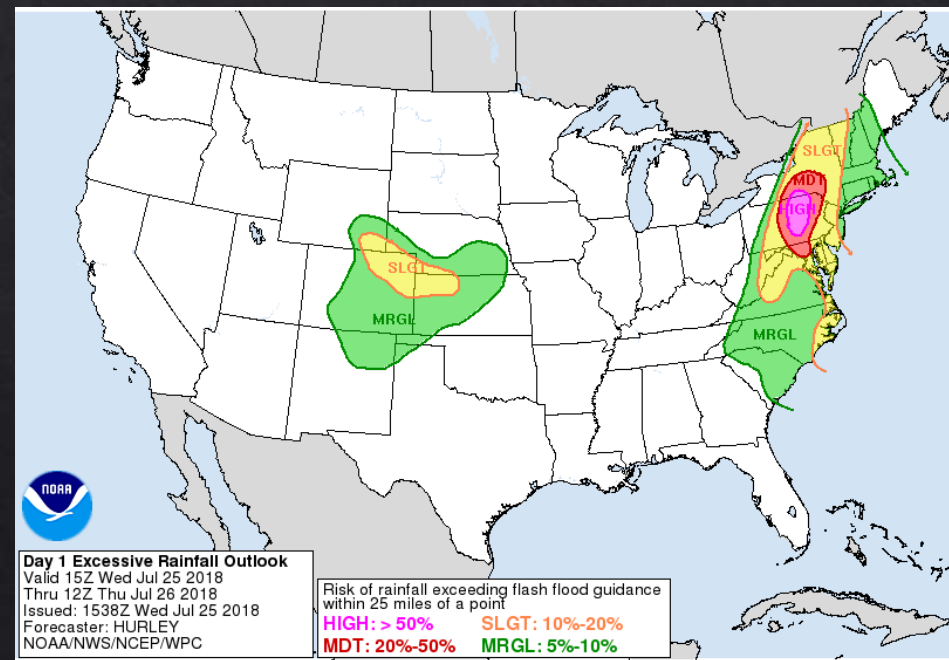 SLGT
MDT
HIGH
SLGT
MRGL
MRGL
NOAA
Day 1 Excessive Rainfall Outlook
Valid 15Z Wed Jul 25 2018
Thru 12Z Thu Jul 26 2018
Issued: 1538Z Wed Jul 25 2018
Forecaster: HURLEY
NOAA/NWS/NCEP/WPC
Risk of rainfall exceeding flash flood guidance
within 25 miles of a point
HIGH: > 50% SLGT: 10%-20%
MDT: 20%-50% MRGL: 5%-10%